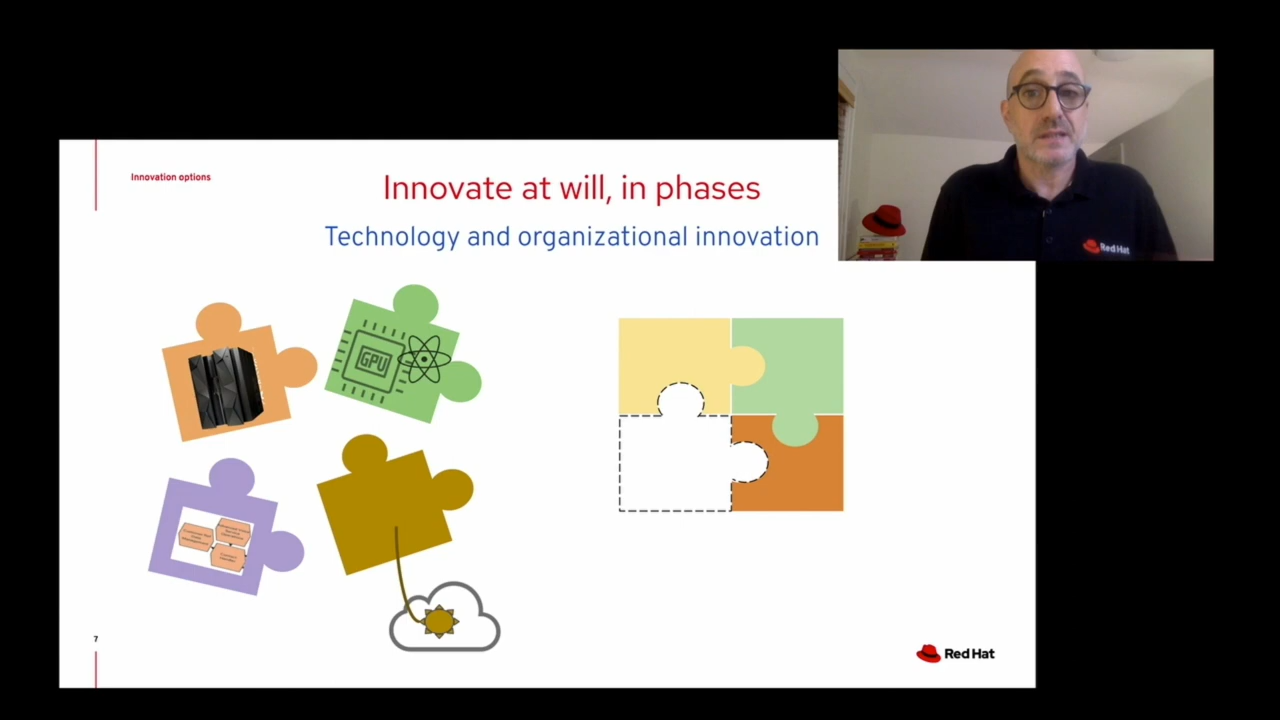 Innovation options
Innovate at will, in phases
Technology and organizational innovation
Red Hat
GPU
7
Red Hat